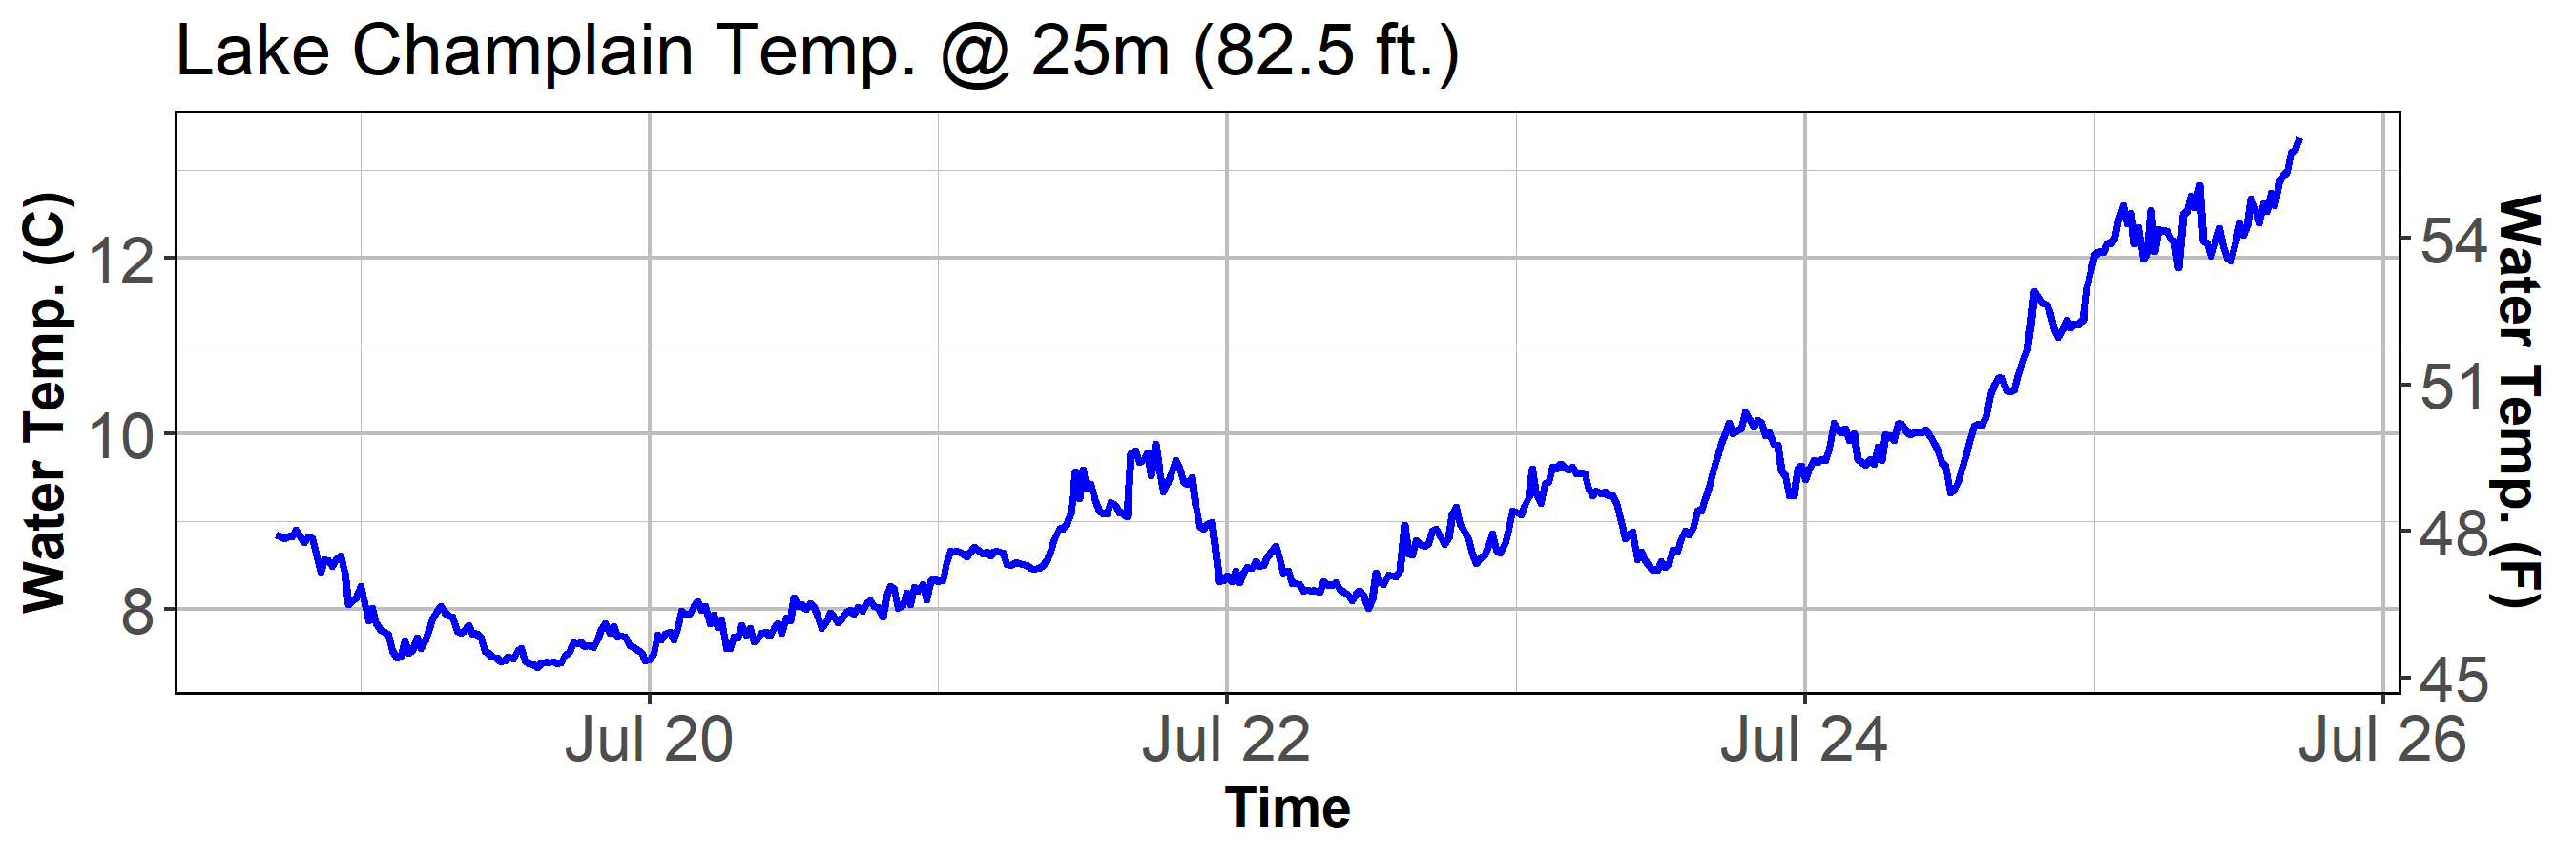 Lake Champlain Temp. @ 25m (82.5 ft.)
Water Temp. (C)
12
10
8
54
51
48
45
Water Temp. (F)
Jul 20 Jul 22 Jul 24 Jul 26
Time